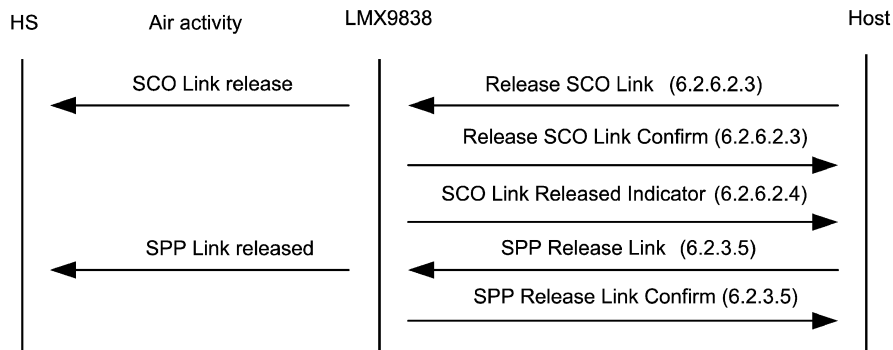 HS Air activity LMX9838 Host
SCO Link release Release SCO Link (6.2.6.2.3)
Release SCO Link Confirm (6.2.6.2.3)
SCO Link Released Indicator (6.2.6.2.4)
SPP Link released SPP Release Link (6.2.3.5)
SPP Release Link Confirm (6.2.3.5)